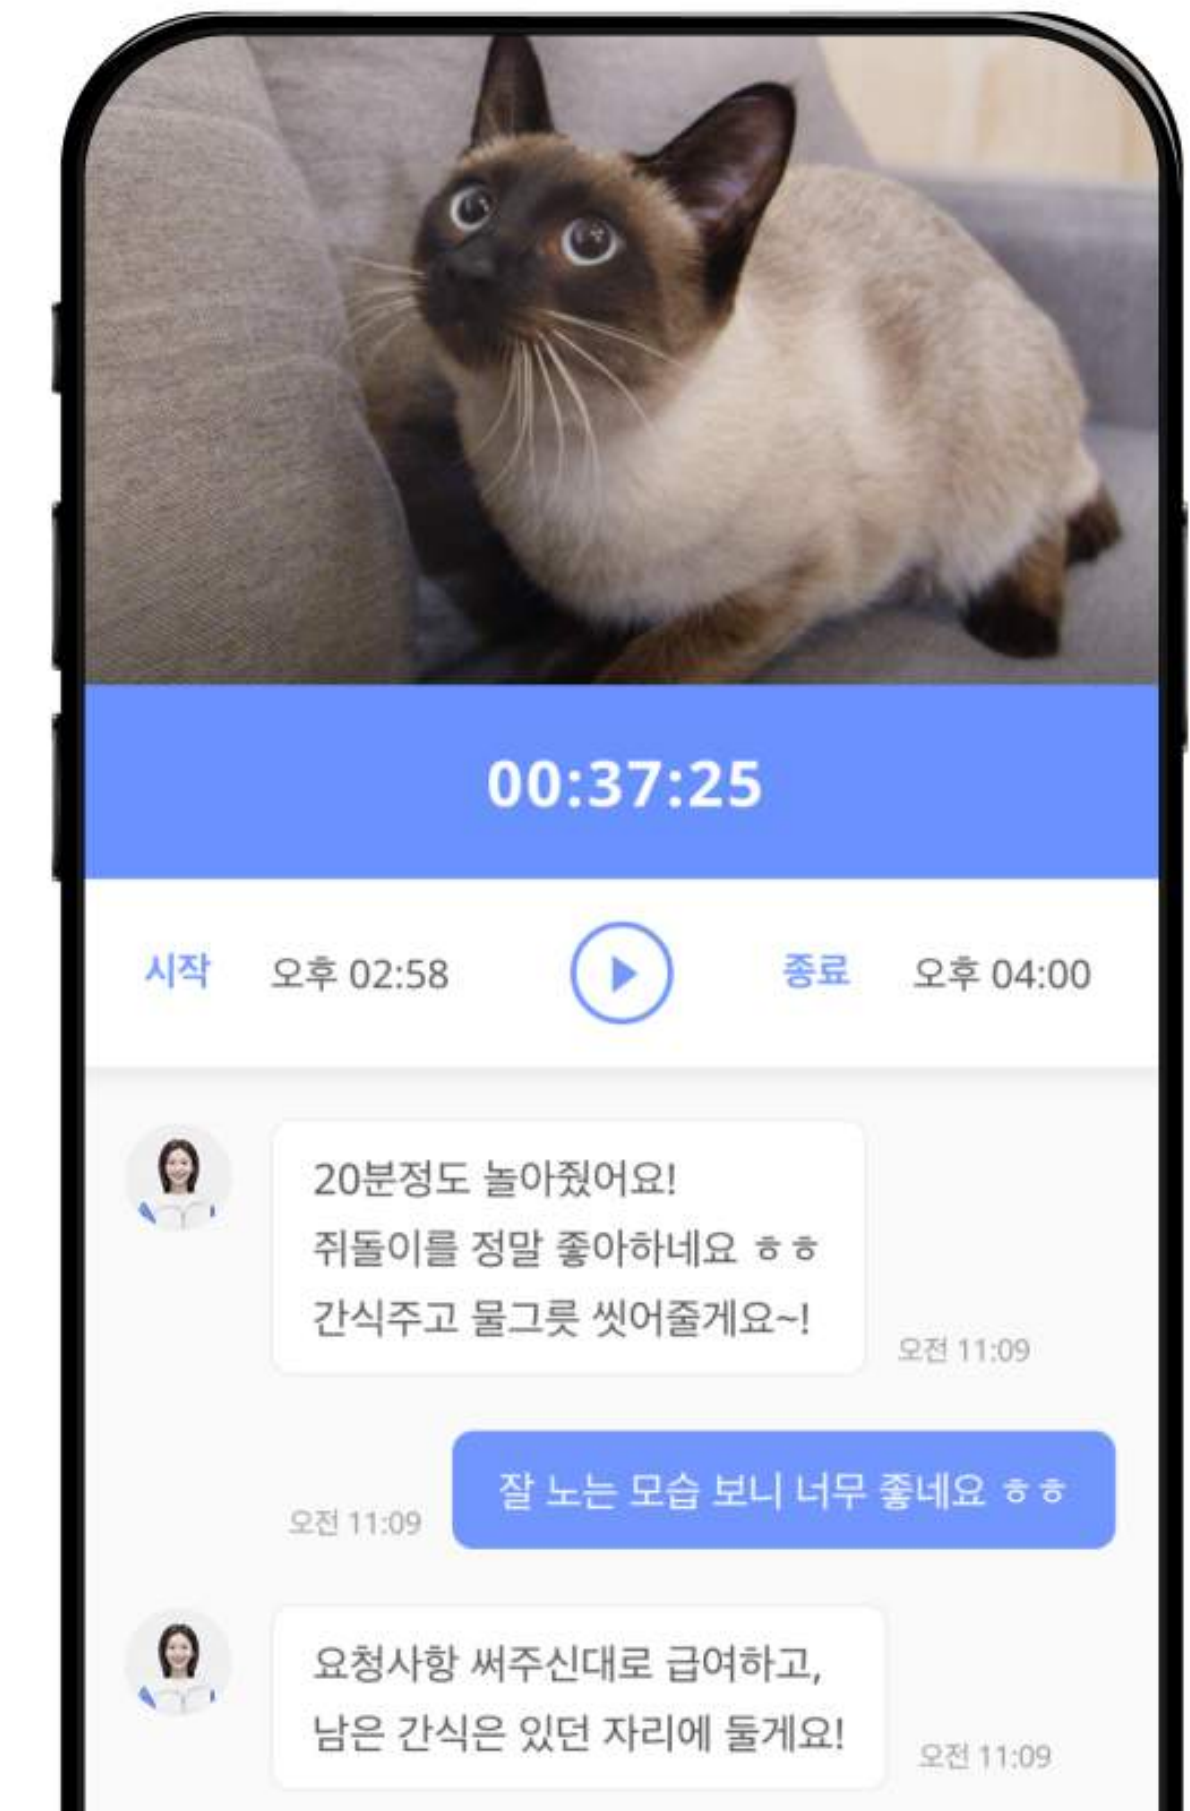 00:37:25
시작 오후 02:58 종료 오후 04:00
20분정도 놀아줬어요!
쥐돌이를 정말 좋아하네요 ㅎㅎ
간식주고 물그릇 씻어줄게요~!
오전 11:09
잘 노는 모습 보니 너무 좋네요 ㅎㅎ
오전 11:09
요청사항 써주신대로 급여하고,
남은 간식은 있던 자리에 둘게요!
오전 11:09